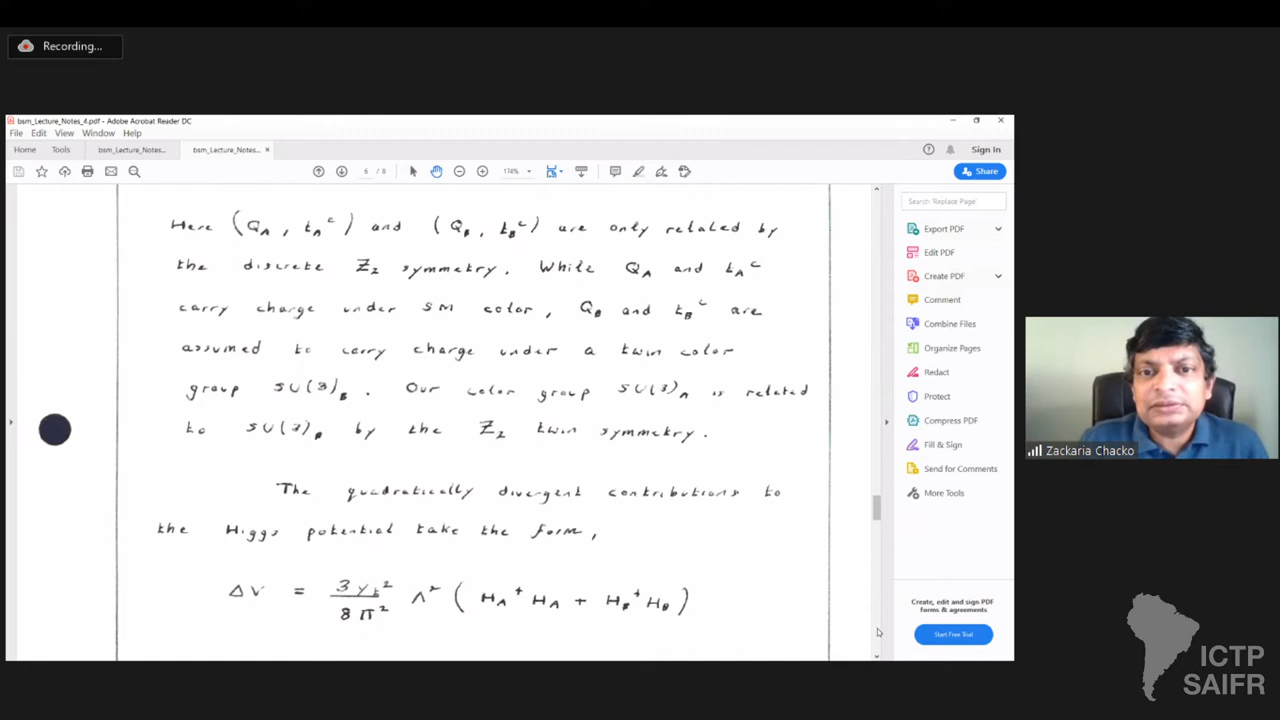 Recording...
bsm_Lecture_Notes_4.pdf - Adobe Acrobat Reader DC
File Edit View Window Help
Home Tools bsm_Lecture_Notes... bsm_Lecture_Notes... × Sign In
6 / 8 174% Share
Here (Q_A, t_A^c) and (Q_B, t_B^c) are only related by
the discrete Z_2 symmetry. While Q_A and t_A^c
carry charge under SM color, Q_B and t_B^c are
assumed to carry charge under a twin color
group SU(3)_B. Our color group SU(3)_A is related
to SU(3)_B by the Z_2 twin symmetry.
The quadratically divergent contributions to
the Higgs potential take the form,
ΔV = 3y_t^2 / 8π^2 Λ^2 (H_A^† H_A + H_B^† H_B)
Search 'Replace Page'
Export PDF
Edit PDF
Create PDF
Comment
Combine Files
Organize Pages
Redact
Protect
Compress PDF
Fill & Sign
Send for Comments
More Tools
Create, edit and sign PDF
forms & agreements
Start Free Trial
Zackaria Chacko
ICTP
SAIFR